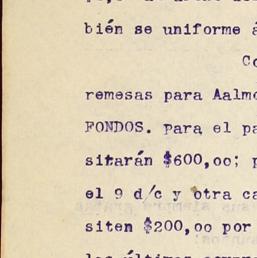 bién se uniforme á
Co
remesas para Aalmo
FONDOS. para el pa
sitarán $600,oo; p
el 9 d/c y otra ca
siten $200,oo por